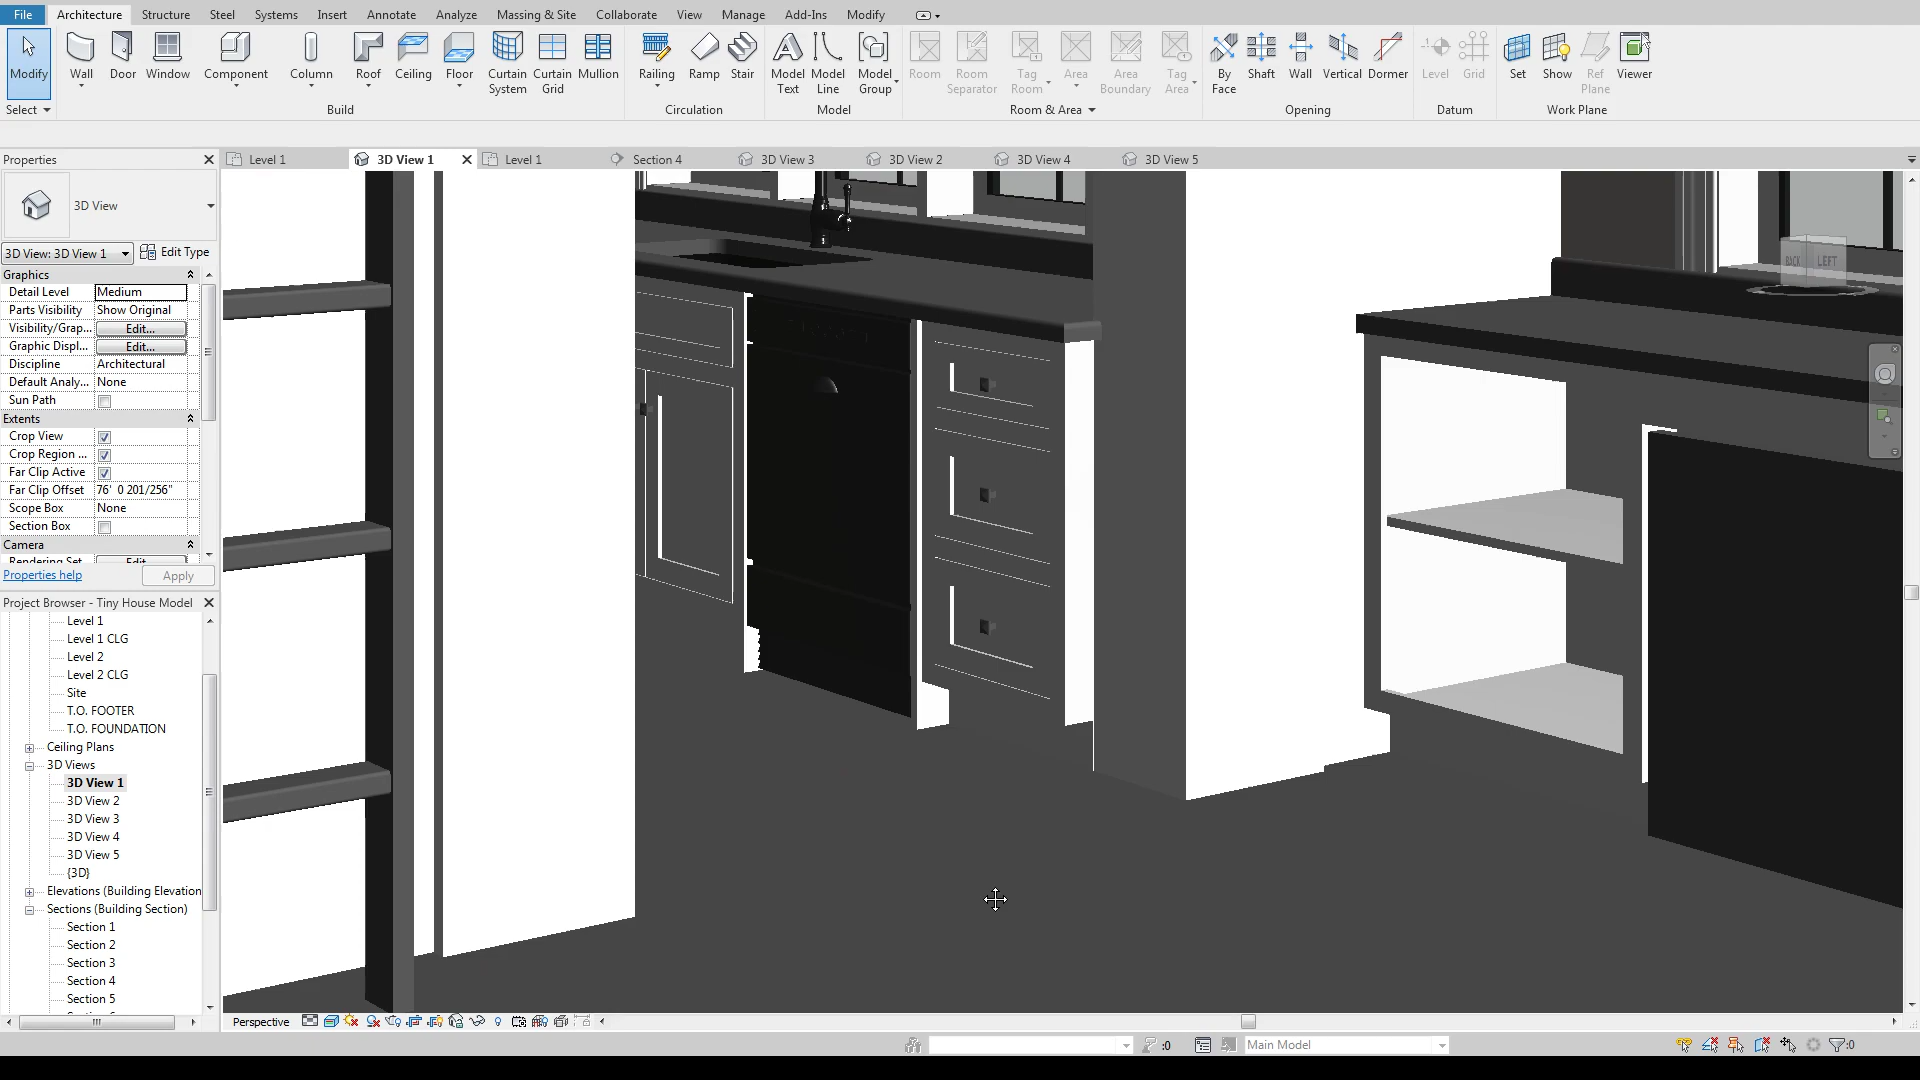 File Architecture Structure Steel Systems Insert Annotate Analyze Massing & Site Collaborate View Manage Add-Ins Modify
Modify Wall Door Window Component Column Roof Ceiling Floor Curtain System Curtain Grid Mullion Railing Ramp Stair Model Text Model Line Model Group Room Room Separator Tag Room Area Area Boundary Tag Area By Face Shaft Wall Vertical Dormer Level Grid Set Show Ref Plane Viewer
Select Build Circulation Model Room & Area Opening Datum Work Plane
Properties
Level 1 3D View 1 Level 1 Section 4 3D View 3 3D View 2 3D View 4 3D View 5
3D View
3D View: 3D View 1 Edit Type
Graphics
Detail Level Medium
Parts Visibility Show Original
Visibility/Grap... Edit...
Graphic Displ... Edit...
Discipline Architectural
Default Analy... None
Sun Path
Extents
Crop View
Crop Region ...
Far Clip Active
Far Clip Offset 76' 0 201/256"
Scope Box None
Section Box
Camera
Rendering Set Edit
Properties help Apply
Project Browser - Tiny House Model
Level 1
Level 1 CLG
Level 2
Level 2 CLG
Site
T.O. FOOTER
T.O. FOUNDATION
Ceiling Plans
3D Views
3D View 1
3D View 2
3D View 3
3D View 4
3D View 5
{3D}
Elevations (Building Elevation
Sections (Building Section)
Section 1
Section 2
Section 3
Section 4
Section 5
BACK LEFT
Perspective
:0 Main Model :0